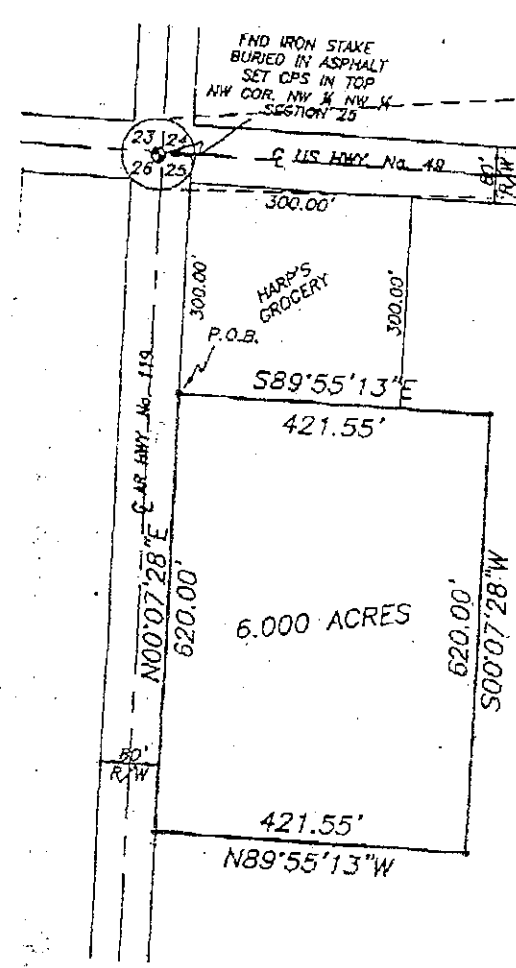 FND IRON STAKE
BURIED IN ASPHALT
SET CPS IN TOP
NW COR. NW ¼ NW ¼
SECTION 25
23 24
26 25
℄ US HWY. No. 49
80'
R/W
300.00'
300.00'
HARP'S
GROCERY
300.00'
P.O.B.
S89°55'13"E
421.55'
℄ AR HWY No. 119
N00°07'28"E
620.00'
6.000 ACRES
620.00'
S00°07'28"W
80'
R/W
421.55'
N89°55'13"W